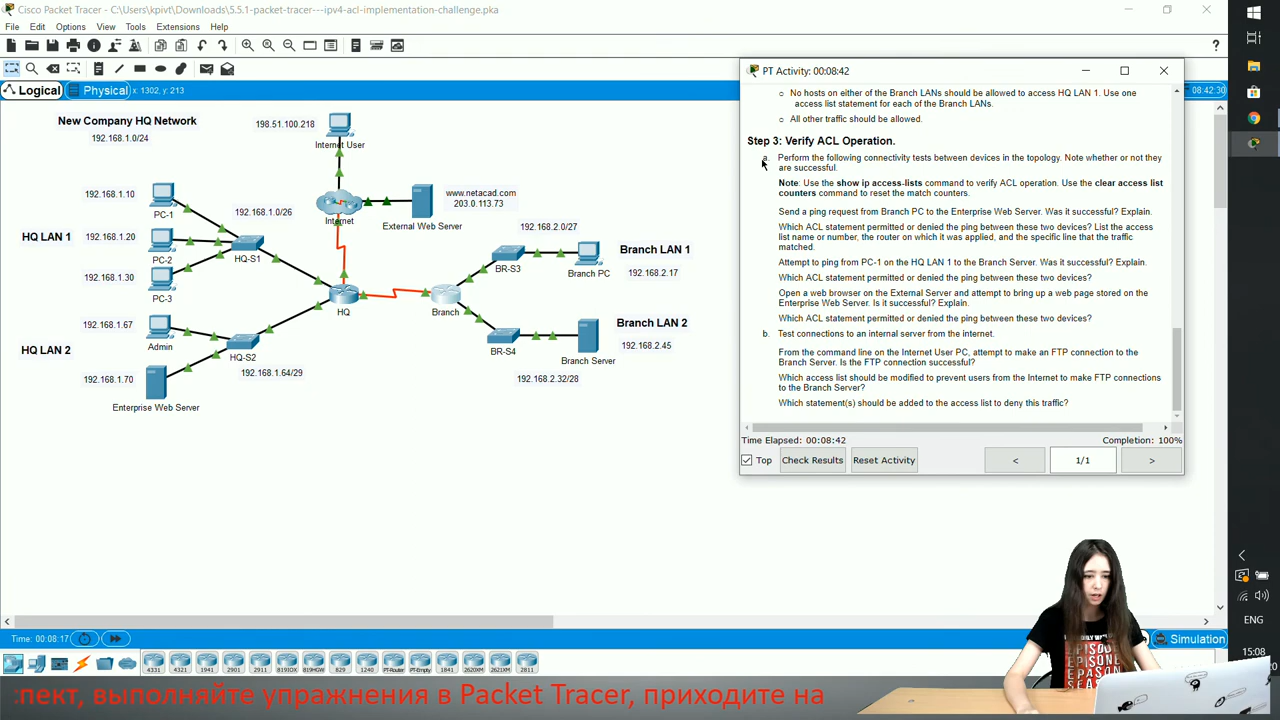 Cisco Packet Tracer - C:\Users\kpivt\Downloads\5.5.1-packet-tracer---ipv4-acl-implementation-challenge.pka
File Edit Options View Tools Extensions Help
Logical Physical x: 1302, y: 213
08:42:30
New Company HQ Network
192.168.1.0/24
198.51.100.218
Internet User
Internet
www.netacad.com
203.0.113.73
External Web Server
192.168.1.10
PC-1
192.168.1.0/26
HQ LAN 1
192.168.1.20
PC-2
HQ-S1
192.168.1.30
PC-3
HQ
192.168.2.0/27
BR-S3
Branch PC
Branch LAN 1
192.168.2.17
Branch
192.168.1.67
Admin
HQ LAN 2
HQ-S2
192.168.1.64/29
192.168.1.70
Enterprise Web Server
BR-S4
Branch Server
Branch LAN 2
192.168.2.45
192.168.2.32/28
PT Activity: 00:08:42
o No hosts on either of the Branch LANs should be allowed to access HQ LAN 1. Use one
access list statement for each of the Branch LANs.
o All other traffic should be allowed.
Step 3: Verify ACL Operation.
a. Perform the following connectivity tests between devices in the topology. Note whether or not they
are successful.
Note: Use the show ip access-lists command to verify ACL operation. Use the clear access list
counters command to reset the match counters.
Send a ping request from Branch PC to the Enterprise Web Server. Was it successful? Explain.
Which ACL statement permitted or denied the ping between these two devices? List the access
list name or number, the router on which it was applied, and the specific line that the traffic
matched.
Attempt to ping from PC-1 on the HQ LAN 1 to the Branch Server. Was it successful? Explain.
Which ACL statement permitted or denied the ping between these two devices?
Open a web browser on the External Server and attempt to bring up a web page stored on the
Enterprise Web Server. Is it successful? Explain.
Which ACL statement permitted or denied the ping between these two devices?
b. Test connections to an internal server from the internet.
From the command line on the Internet User PC, attempt to make an FTP connection to the
Branch Server. Is the FTP connection successful?
Which access list should be modified to prevent users from the Internet to make FTP connections
to the Branch Server?
Which statement(s) should be added to the access list to deny this traffic?
Time Elapsed: 00:08:42 Completion: 100%
Top Check Results Reset Activity < 1/1 >
Time: 00:08:17
Simulation
4331 4321 1941 2901 2911 819IOX 819HGW 829 1240 PT-Router PT-Empty 1841 2620XM 2621XM 2811
ENG
15:08
пект, выполняйте упражнения в Packet Tracer, приходите на